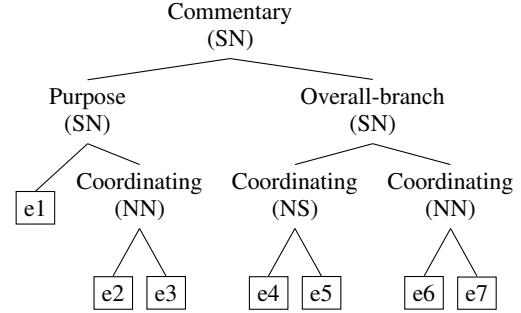 Commentary
(SN)
Purpose
(SN)
Overall-branch
(SN)
e1
Coordinating
(NN)
Coordinating
(NS)
Coordinating
(NN)
e2
e3
e4
e5
e6
e7